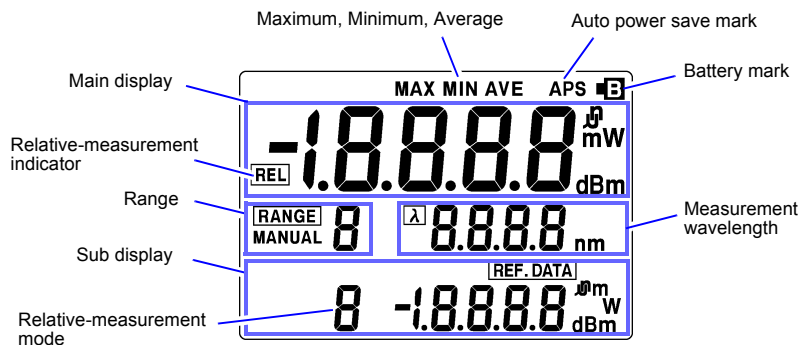 Maximum, Minimum, Average
Auto power save mark
Battery mark
Main display
MAX MIN AVE APS B
-1.8.8.8.8
mW
dBm
Relative-measurement
indicator
REL
Range
RANGE
MANUAL 8
λ 8.8.8.8 nm
Measurement
wavelength
Sub display
REF. DATA
8 -1.8.8.8.8
m
W
dBm
Relative-measurement
mode